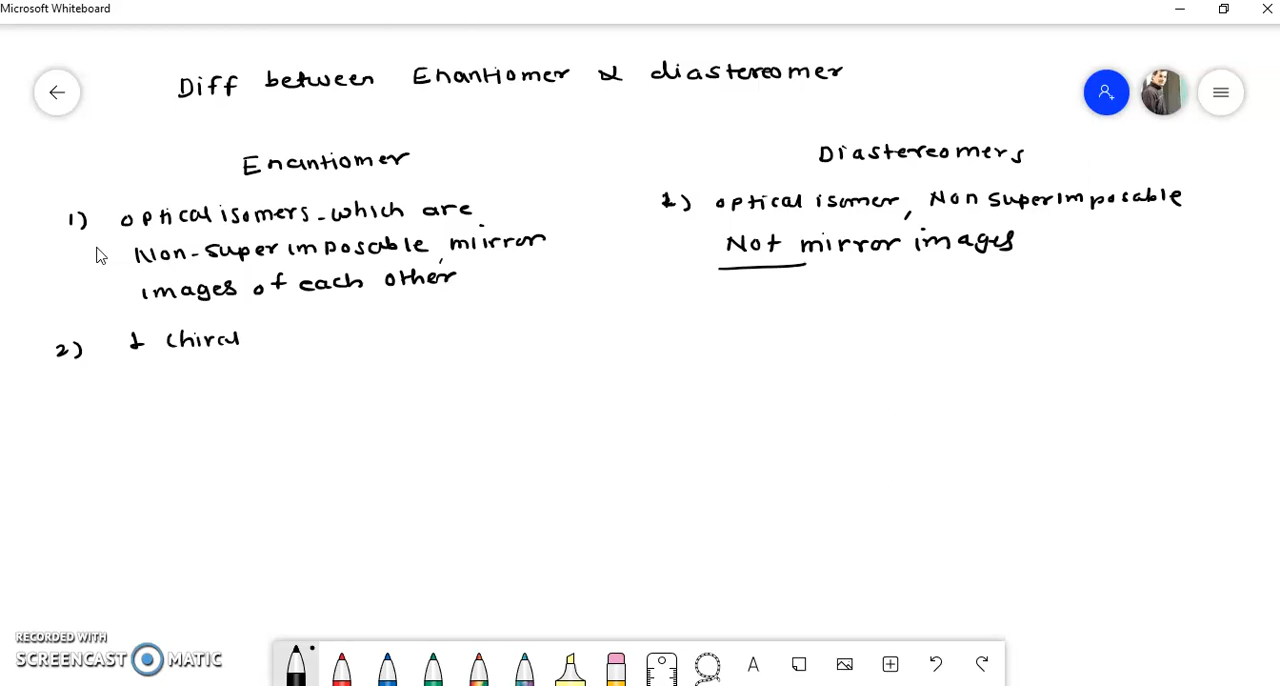 Microsoft Whiteboard
Diff between Enantiomer & diastereomer
Enantiomer
Diastereomers
1) optical isomers - which are
Non-superimposable, mirror
images of each other
1) optical isomer, Non superimposable
Not mirror images
2) 1 chiral
RECORDED WITH
SCREENCAST MATIC
A